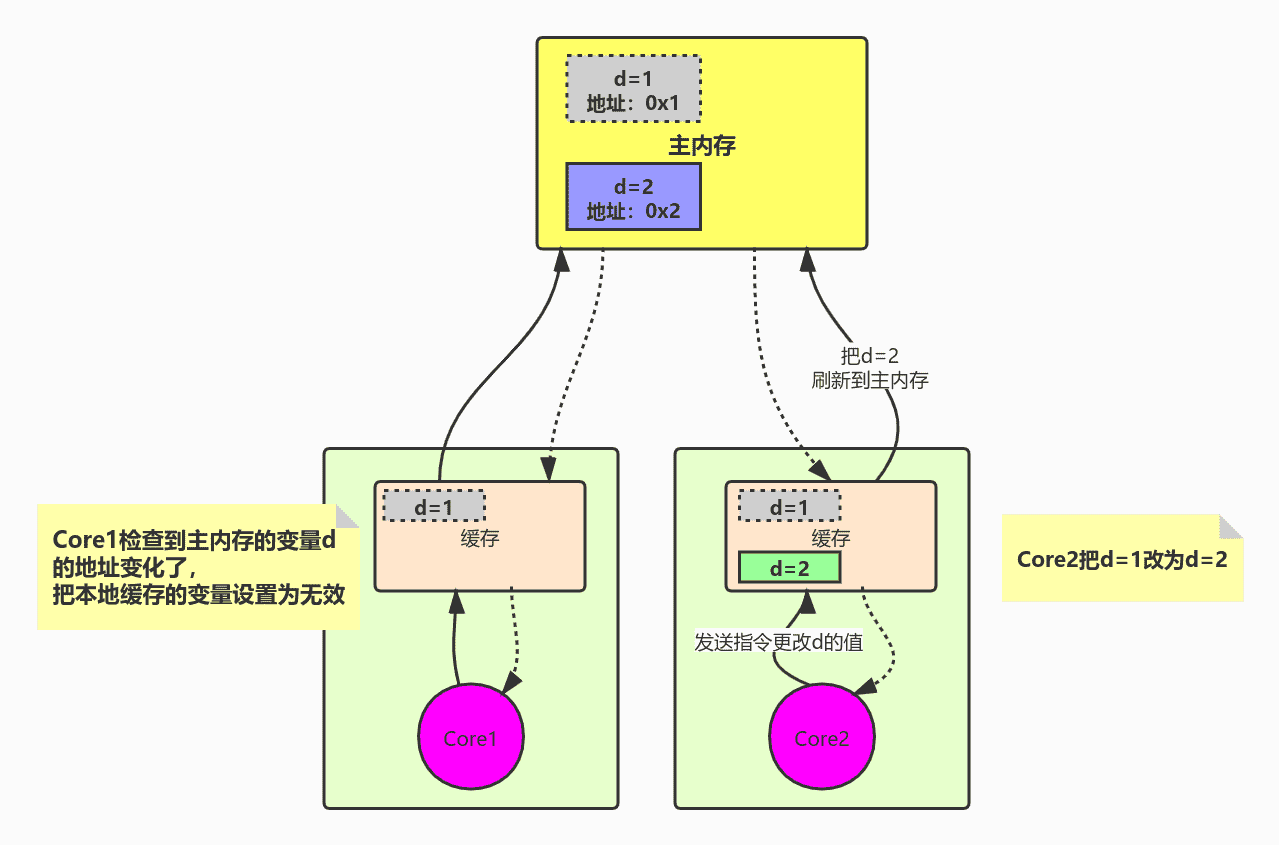 d=1
地址：0x1
主内存
d=2
地址：0x2
把d=2
刷新到主内存
d=1
缓存
d=1
缓存
d=2
Core1检查到主内存的变量d
的地址变化了，
把本地缓存的变量设置为无效
Core2把d=1改为d=2
发送指令更改d的值
Core1
Core2